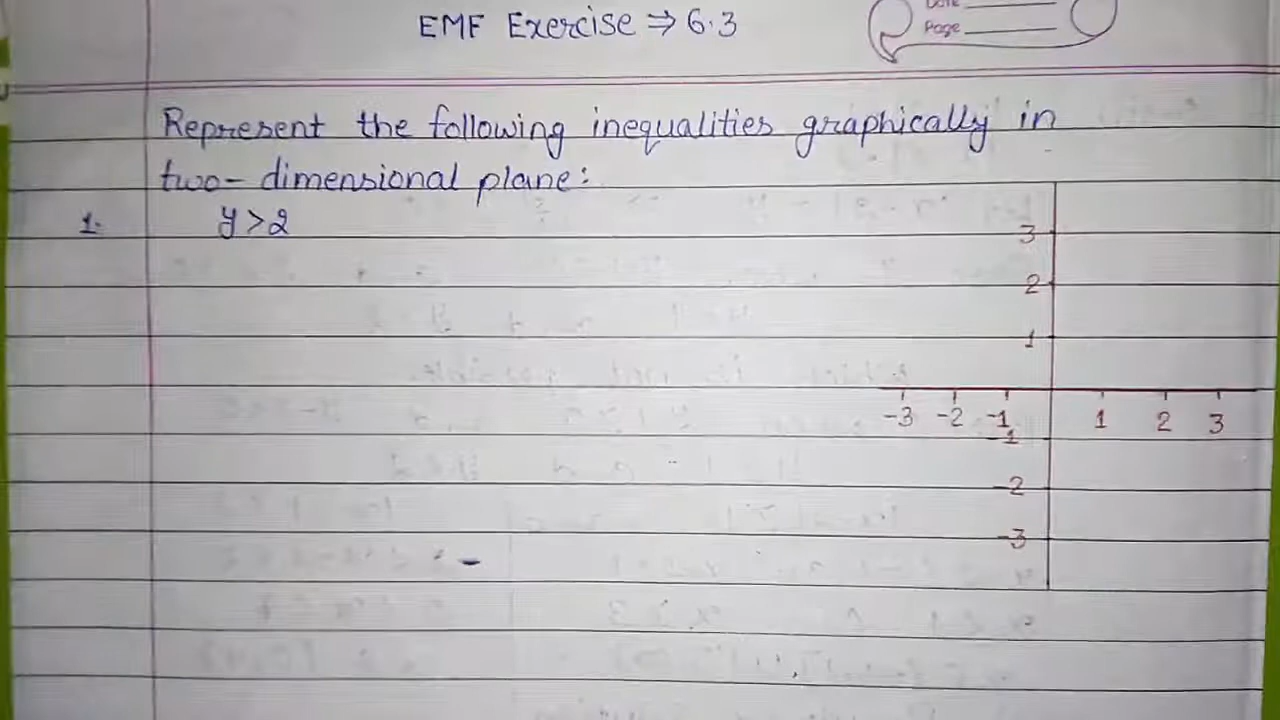 EMF Exercise ⇒ 6.3
Date
Page
Represent the following inequalities graphically in
two-dimensional plane:
1. y>2
3
2
1
-3 -2 -1 1 2 3
-1
-2
-3